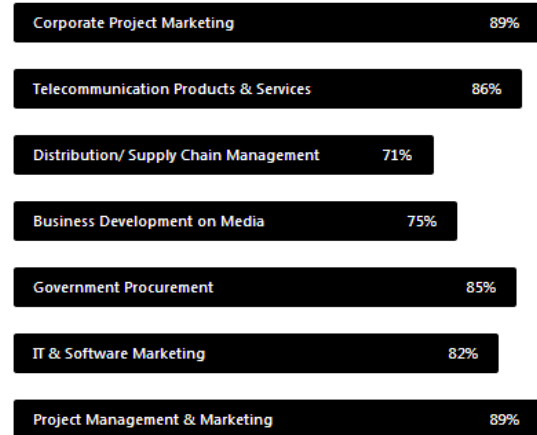 Corporate Project Marketing 89%
Telecommunication Products & Services 86%
Distribution/ Supply Chain Management 71%
Business Development on Media 75%
Government Procurement 85%
IT & Software Marketing 82%
Project Management & Marketing 89%